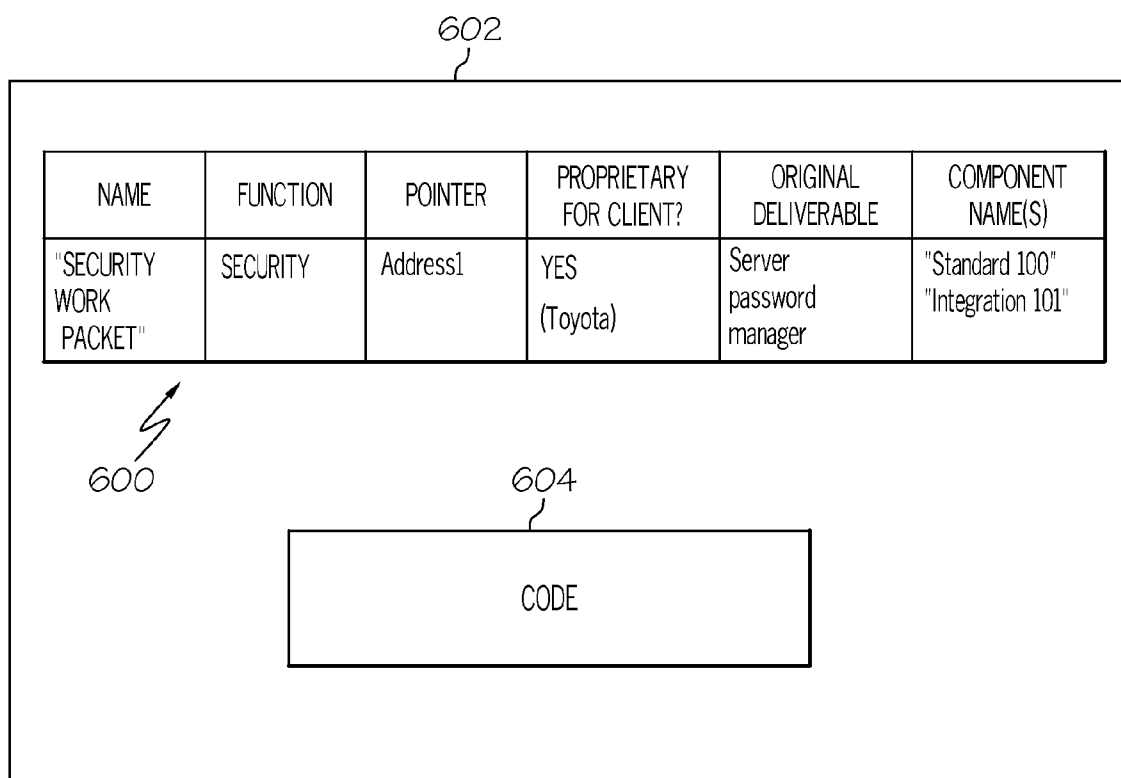 602
NAME
FUNCTION
POINTER
PROPRIETARY
FOR CLIENT?
ORIGINAL
DELIVERABLE
COMPONENT
NAME(S)
"SECURITY
WORK
PACKET"
SECURITY
Address1
YES
(Toyota)
Server
password
manager
"Standard 100"
"Integration 101"
600
604
CODE